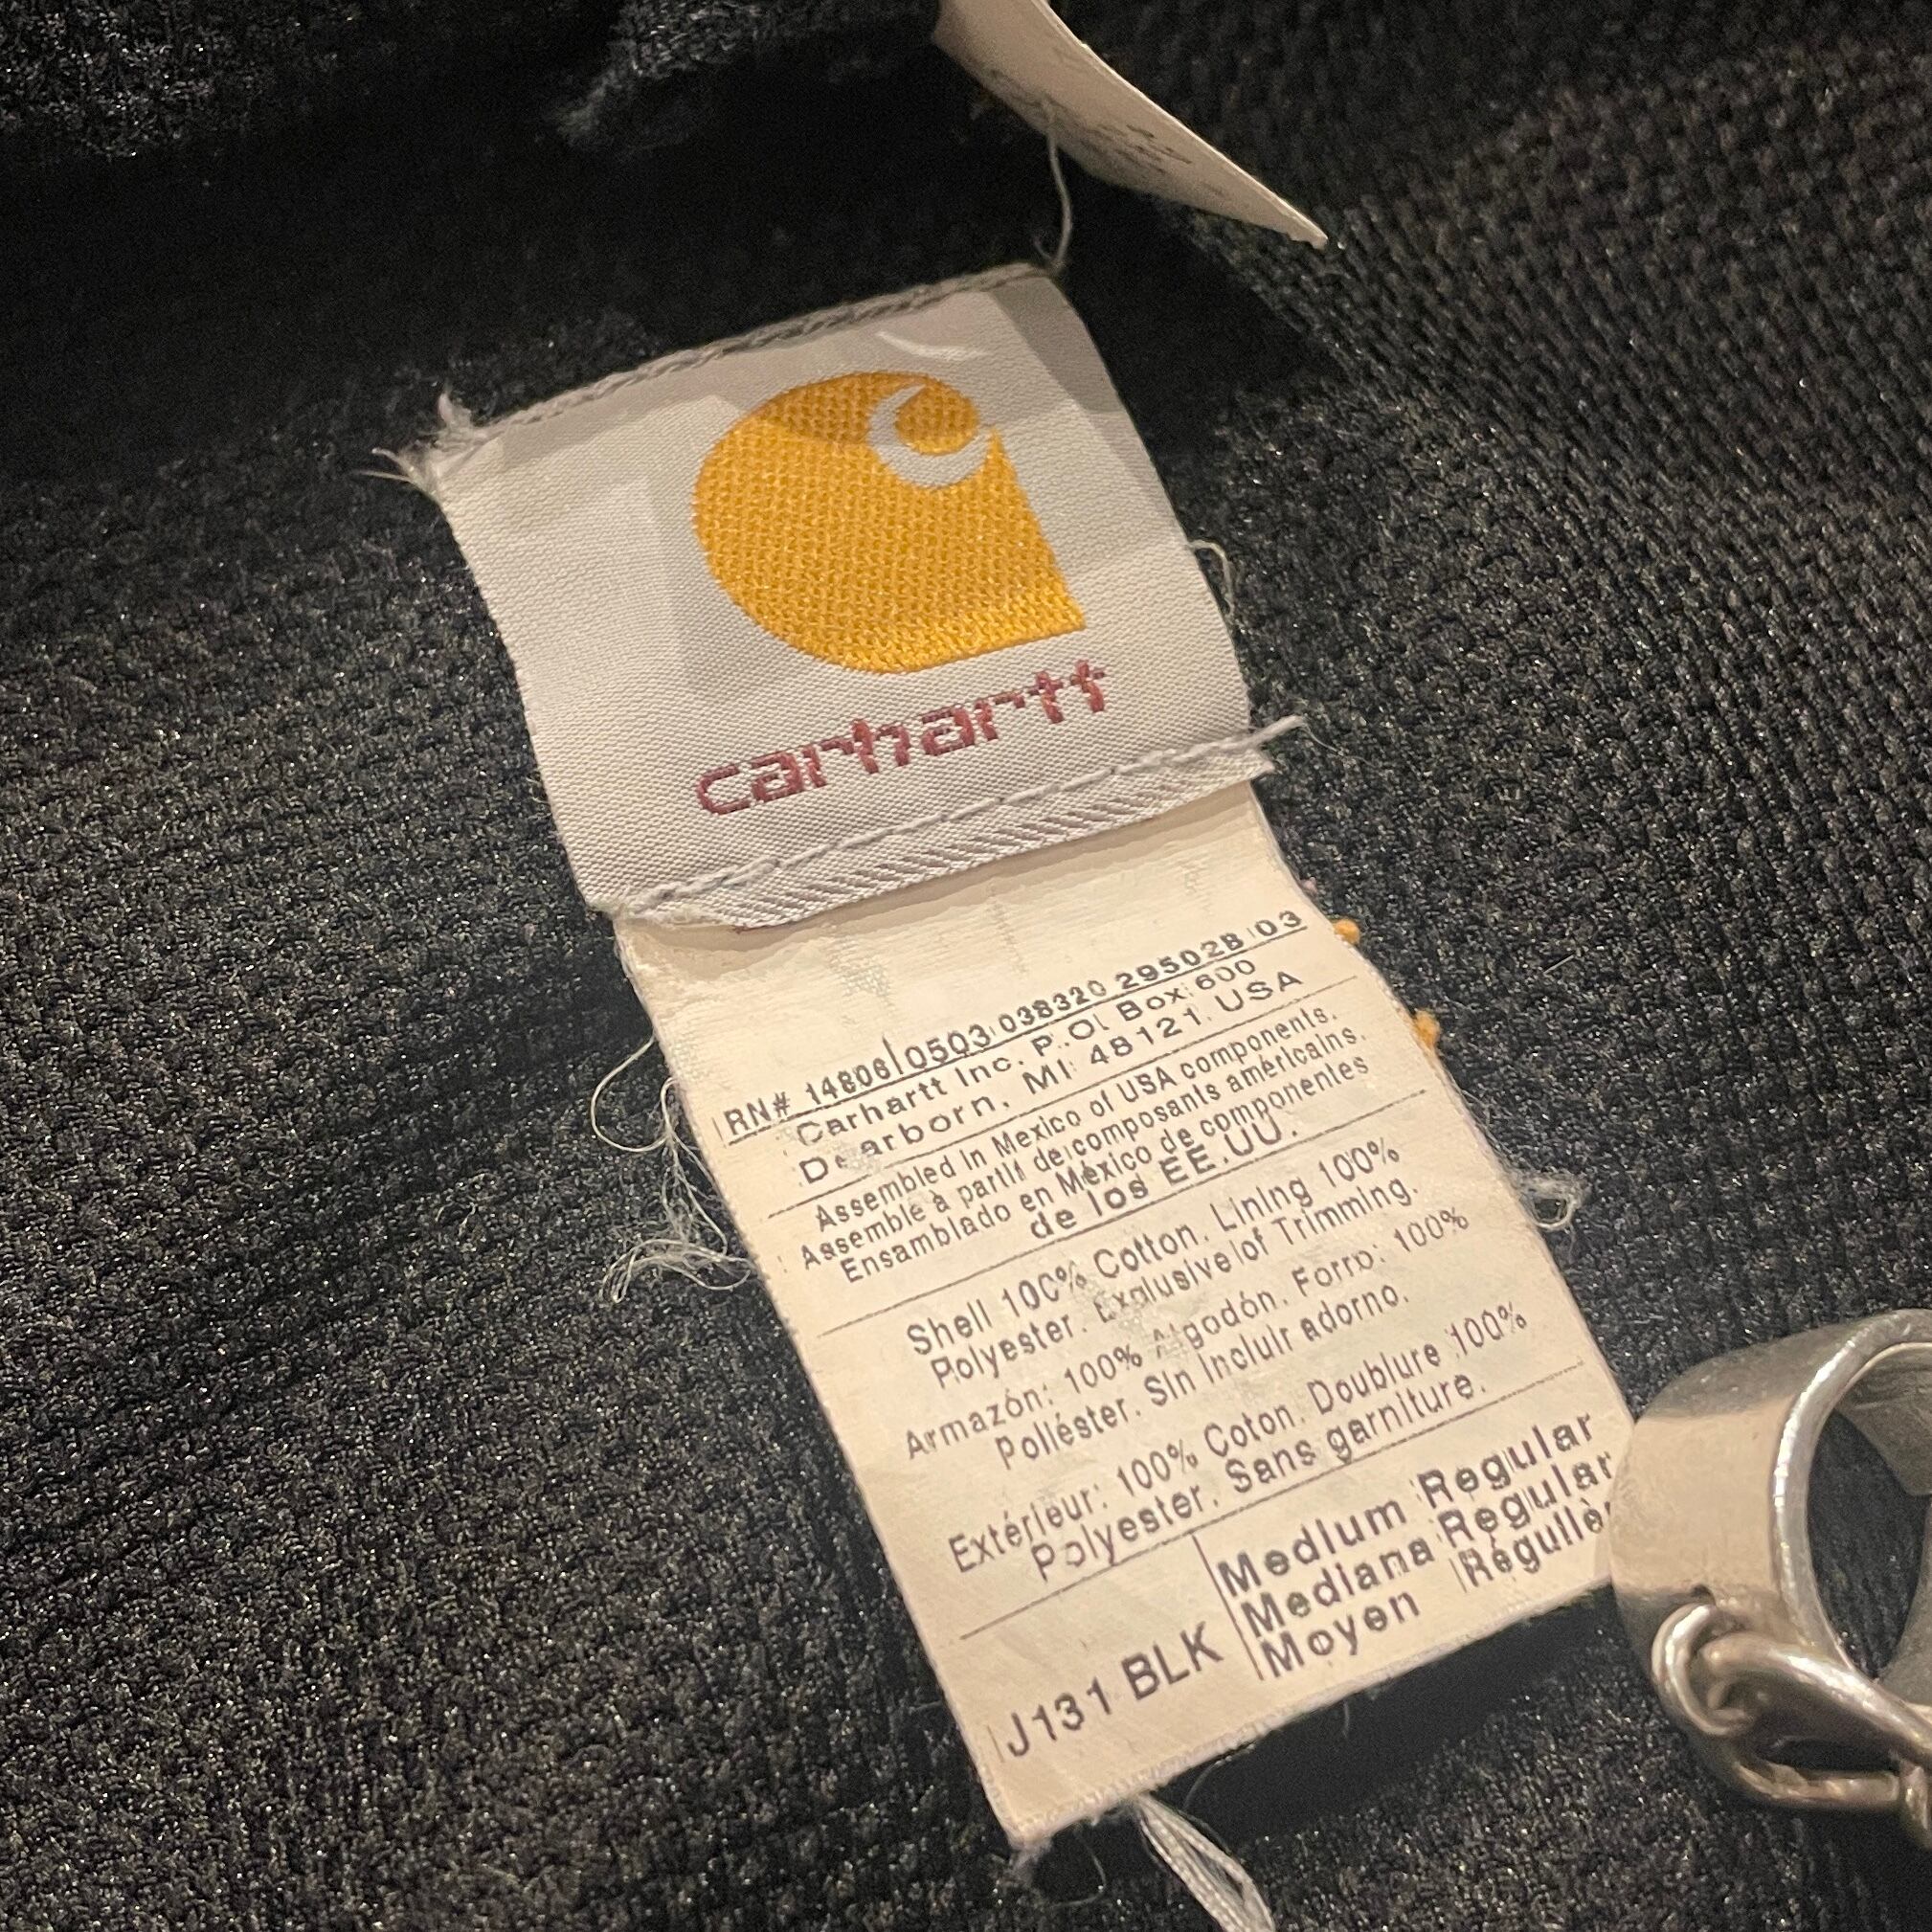 carhartt
RN# 14806 0503 038320 29502B 03
Carhartt Inc. P.O. Box 600
Dearborn, MI 48121 USA
Assembled in Mexico of USA components.
Assemblé à partir de composants américains.
Ensamblado en México de componentes
de los EE.UU.
Shell 100% Cotton. Lining 100%
Polyester. Exclusive of Trimming.
Armazón: 100% Algodón. Forro: 100%
Poliéster. Sin Incluir adorno.
Extérieur: 100% Coton. Doublure 100%
Polyester. Sans garniture.
J131 BLK
Medium Regular
Mediana Regular
Moyen